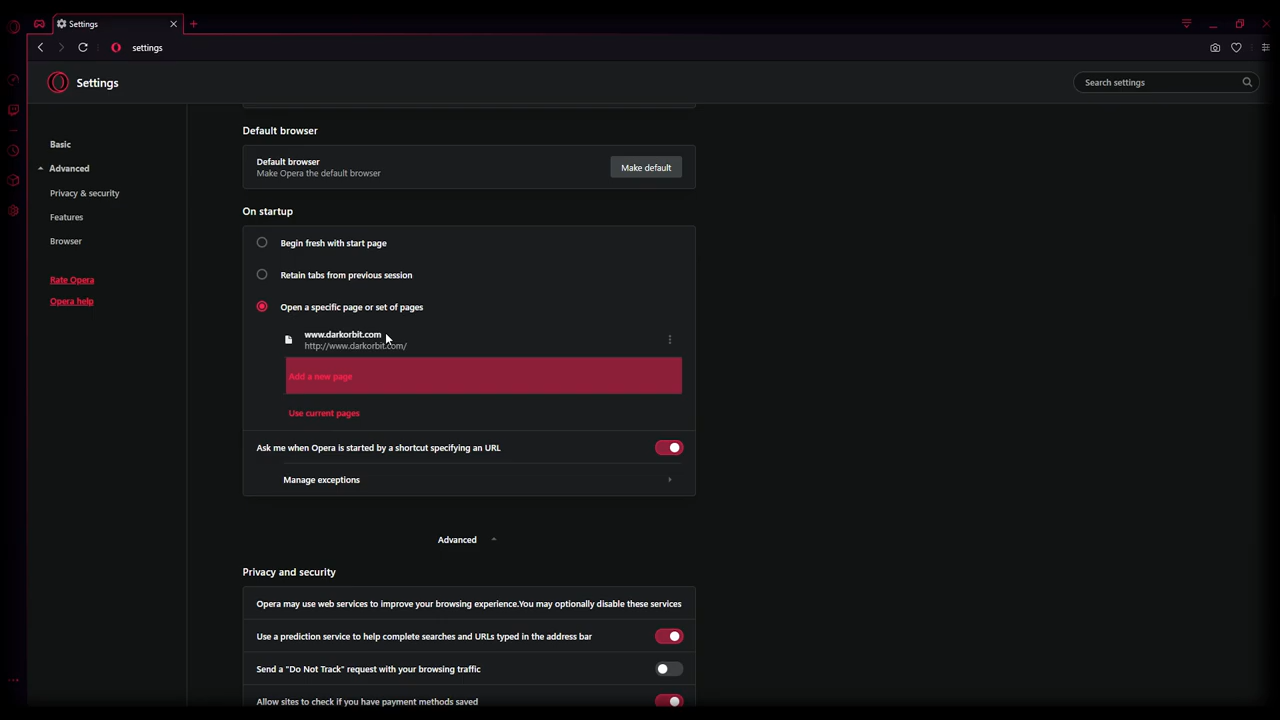 Settings
settings
Settings
Search settings
Basic
Advanced
Privacy & security
Features
Browser
Rate Opera
Opera help
Default browser
Default browser
Make Opera the default browser
Make default
On startup
Begin fresh with start page
Retain tabs from previous session
Open a specific page or set of pages
www.darkorbit.com
http://www.darkorbit.com/
Add a new page
Use current pages
Ask me when Opera is started by a shortcut specifying an URL
Manage exceptions
Advanced
Privacy and security
Opera may use web services to improve your browsing experience.You may optionally disable these services
Use a prediction service to help complete searches and URLs typed in the address bar
Send a "Do Not Track" request with your browsing traffic
Allow sites to check if you have payment methods saved